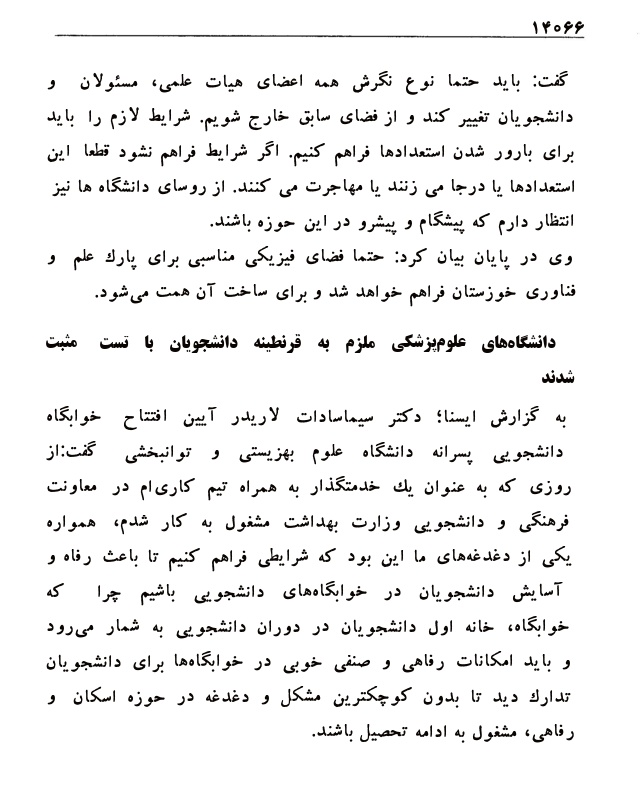 ۱۴۰۶۶
گفت: باید حتما نوع نگرش همه اعضای هیات علمی، مسئولان و
دانشجویان تغییر کند و از فضای سابق خارج شویم. شرایط لازم را باید
برای بارور شدن استعدادها فراهم کنیم. اگر شرایط فراهم نشود قطعا این
استعدادها یا درجا می زنند یا مهاجرت می کنند. از روسای دانشگاه ها نیز
انتظار دارم که پیشگام و پیشرو در این حوزه باشند.
وی در پایان بیان کرد: حتما فضای فیزیکی مناسبی برای پارك علم و
فناوری خوزستان فراهم خواهد شد و برای ساخت آن همت می‌شود.
دانشگاه‌های علوم‌پزشکی ملزم به قرنطینه دانشجویان با تست مثبت
شدند
به گزارش ایسنا؛ دکتر سیماسادات لاریدر آیین افتتاح خوابگاه
دانشجویی پسرانه دانشگاه علوم بهزیستی و توانبخشی گفت:از
روزی که به عنوان یك خدمتگذار به همراه تیم کاری‌ام در معاونت
فرهنگی و دانشجویی وزارت بهداشت مشغول به کار شدم، همواره
یکی از دغدغه‌های ما این بود که شرایطی فراهم کنیم تا باعث رفاه و
آسایش دانشجویان در خوابگاه‌های دانشجویی باشیم چرا که
خوابگاه، خانه اول دانشجویان در دوران دانشجویی به شمار می‌رود
و باید امکانات رفاهی و صنفی خوبی در خوابگاه‌ها برای دانشجویان
تدارك دید تا بدون کوچکترین مشکل و دغدغه در حوزه اسکان و
رفاهی، مشغول به ادامه تحصیل باشند.